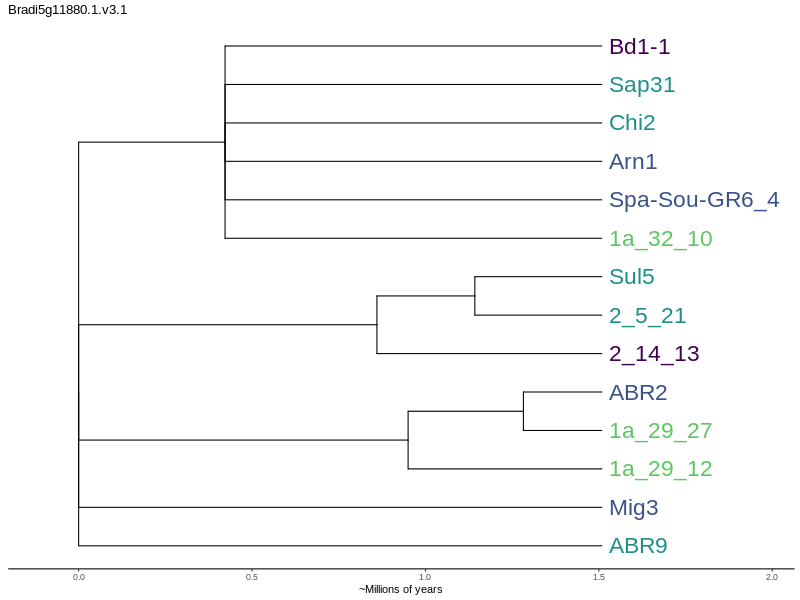 Bradi5g11880.1.v3.1
Bd1-1
Sap31
Chi2
Arn1
Spa-Sou-GR6_4
1a_32_10
Sul5
2_5_21
2_14_13
ABR2
1a_29_27
1a_29_12
Mig3
ABR9
0.0 0.5 1.0 1.5 2.0
~Millions of years